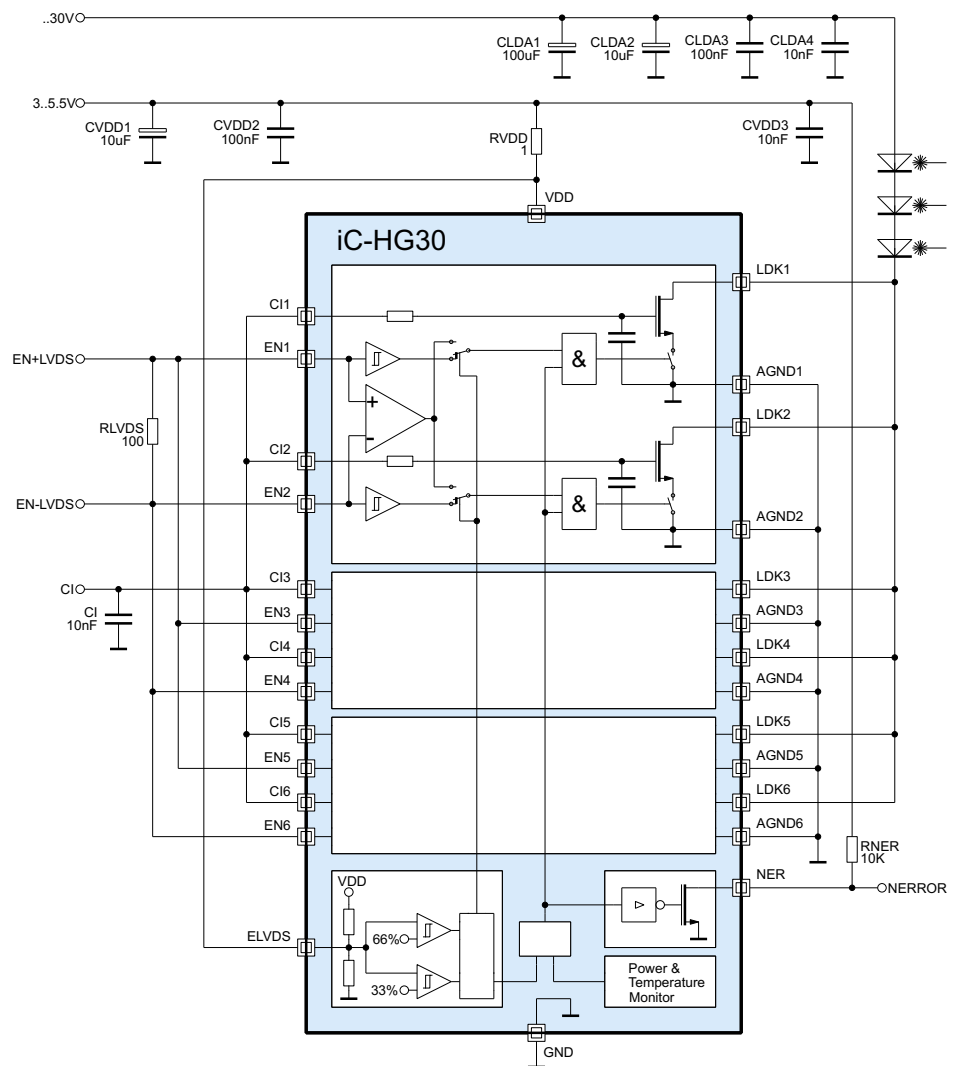 ..30V
CLDA1
100uF
CLDA2
10uF
CLDA3
100nF
CLDA4
10nF
3..5.5V
CVDD1
10uF
CVDD2
100nF
RVDD
1
CVDD3
10nF
VDD
iC-HG30
LDK1
CI1
EN+LVDS
EN1
&
AGND1
+
-
LDK2
RLVDS
100
CI2
EN-LVDS
EN2
&
AGND2
CI
CI3
LDK3
CI
10nF
EN3
AGND3
CI4
LDK4
EN4
AGND4
CI5
LDK5
EN5
AGND5
CI6
LDK6
EN6
AGND6
RNER
10K
VDD
NER
NERROR
ELVDS
66%
33%
Power &
Temperature
Monitor
GND